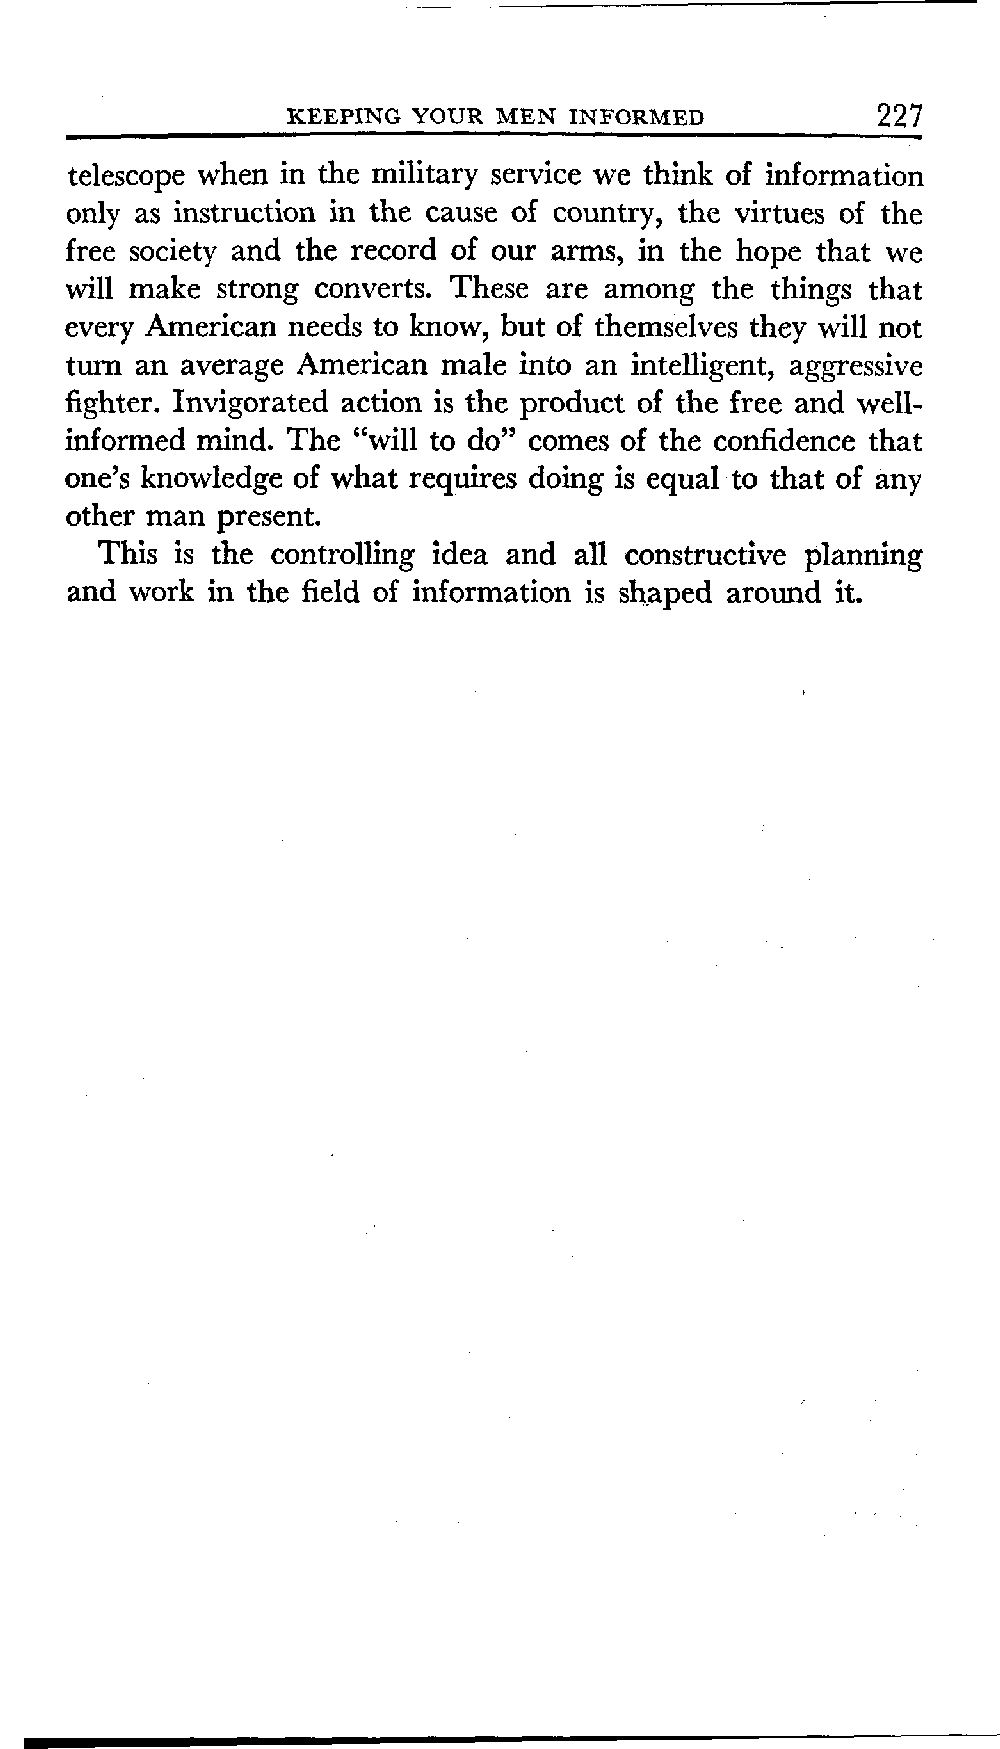 KEEPING YOUR MEN INFORMED 227
telescope when in the military service we think of information
only as instruction in the cause of country, the virtues of the
free society and the record of our arms, in the hope that we
will make strong converts. These are among the things that
every American needs to know, but of themselves they will not
turn an average American male into an intelligent, aggressive
fighter. Invigorated action is the product of the free and well-
informed mind. The “will to do” comes of the confidence that
one’s knowledge of what requires doing is equal to that of any
other man present.
This is the controlling idea and all constructive planning
and work in the field of information is shaped around it.